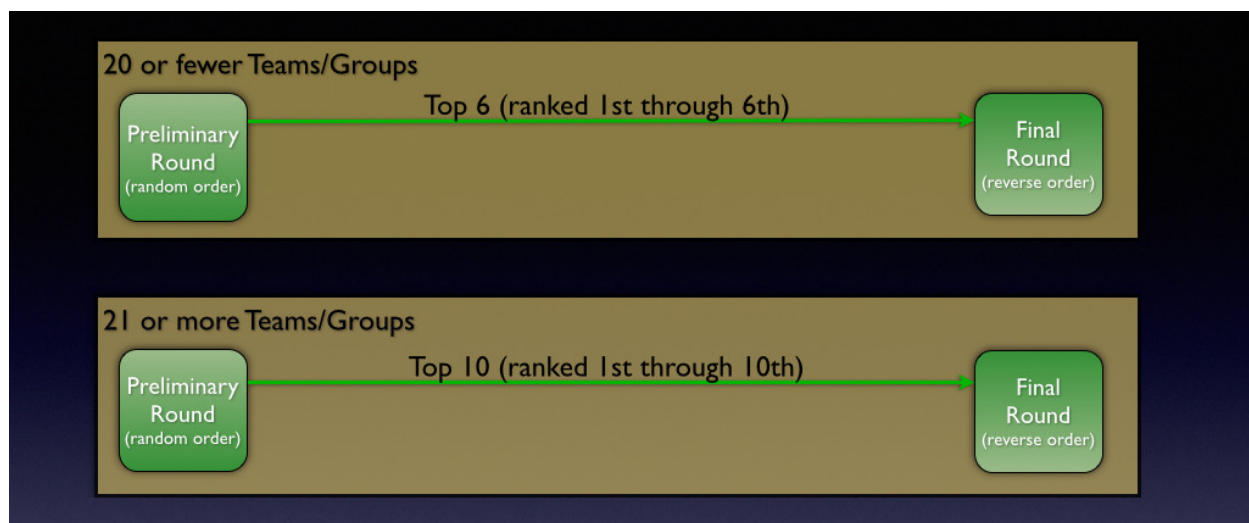 20 or fewer Teams/Groups
Top 6 (ranked 1st through 6th)
Preliminary
Round
(random order)
Final
Round
(reverse order)
21 or more Teams/Groups
Top 10 (ranked 1st through 10th)
Preliminary
Round
(random order)
Final
Round
(reverse order)